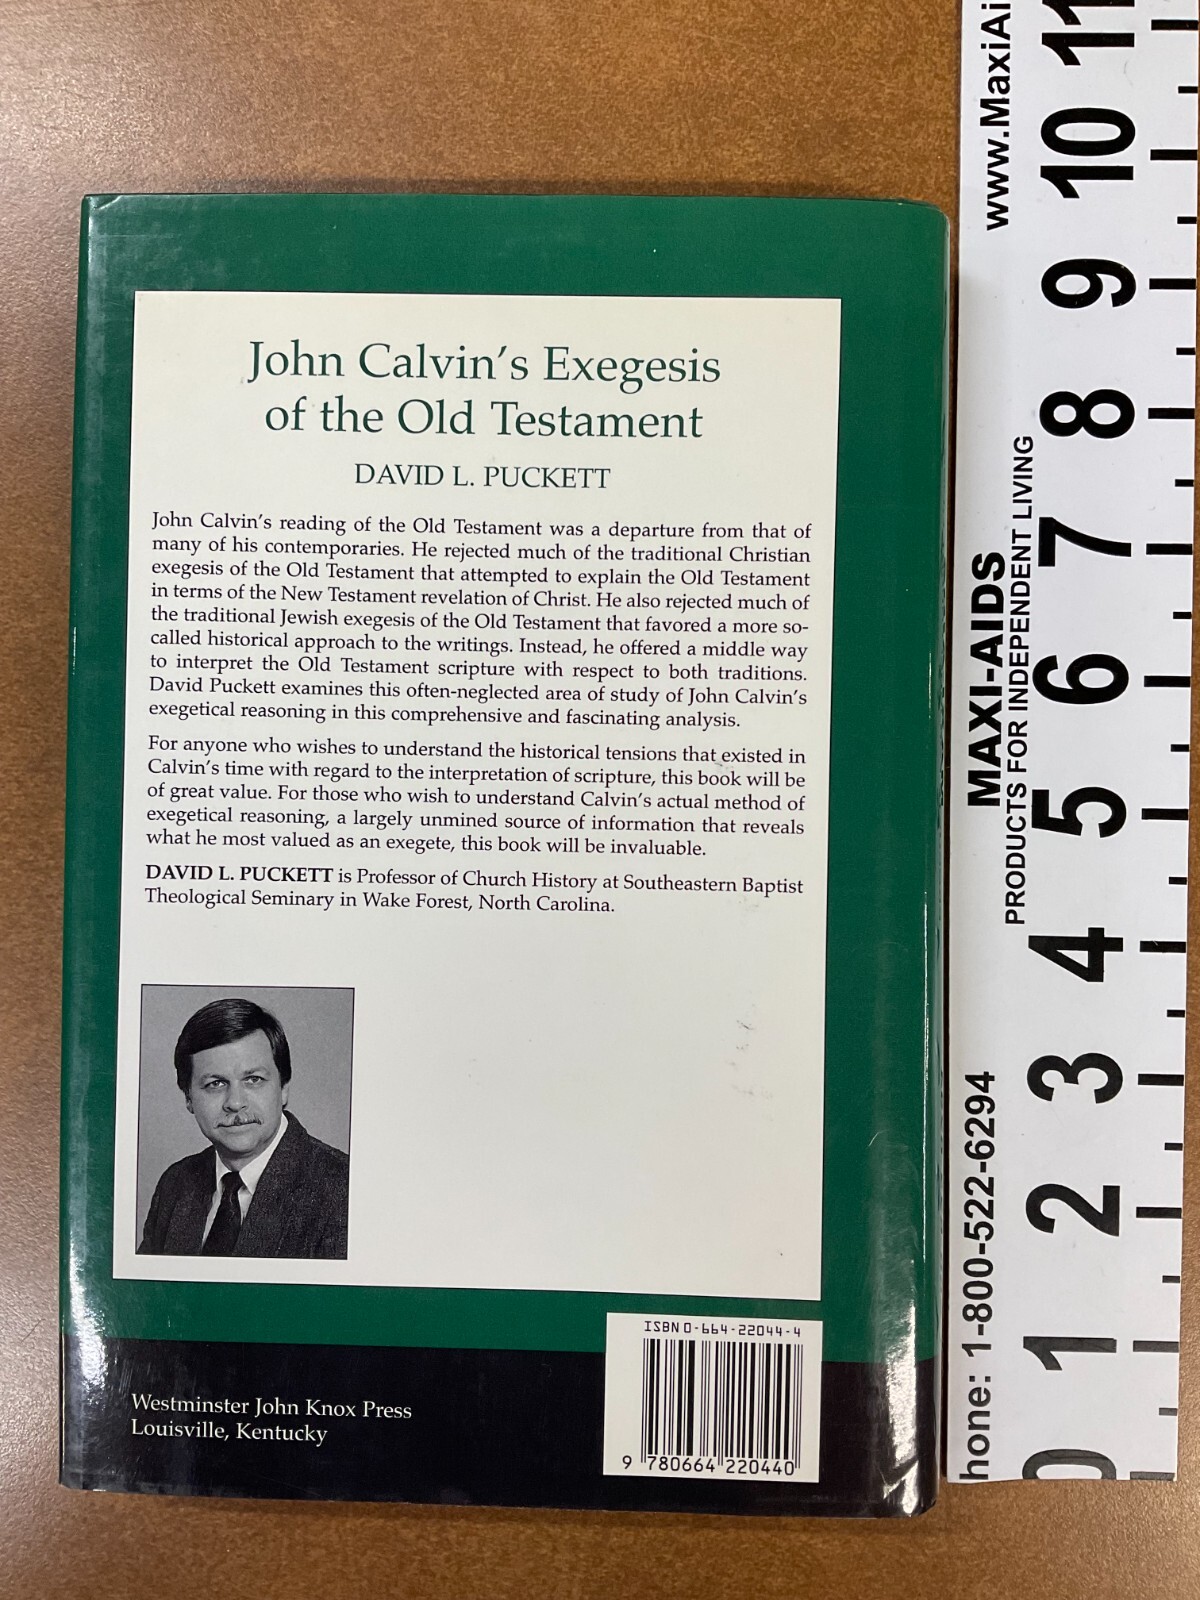 John Calvin's Exegesis
of the Old Testament
DAVID L. PUCKETT
John Calvin's reading of the Old Testament was a departure from that of
many of his contemporaries. He rejected much of the traditional Christian
exegesis of the Old Testament that attempted to explain the Old Testament
in terms of the New Testament revelation of Christ. He also rejected much of
the traditional Jewish exegesis of the Old Testament that favored a more so-
called historical approach to the writings. Instead, he offered a middle way
to interpret the Old Testament scripture with respect to both traditions.
David Puckett examines this often-neglected area of study of John Calvin's
exegetical reasoning in this comprehensive and fascinating analysis.
For anyone who wishes to understand the historical tensions that existed in
Calvin's time with regard to the interpretation of scripture, this book will be
of great value. For those who wish to understand Calvin's actual method of
exegetical reasoning, a largely unmined source of information that reveals
what he most valued as an exegete, this book will be invaluable.
DAVID L. PUCKETT is Professor of Church History at Southeastern Baptist
Theological Seminary in Wake Forest, North Carolina.
Westminster John Knox Press
Louisville, Kentucky
ISBN 0-664-22044-4
9 780664 220440
hone: 1-800-522-6294
MAXI-AIDS
PRODUCTS FOR INDEPENDENT LIVING
www.MaxiAi
0 1 2 3 4 5 6 7 8 9 10 11